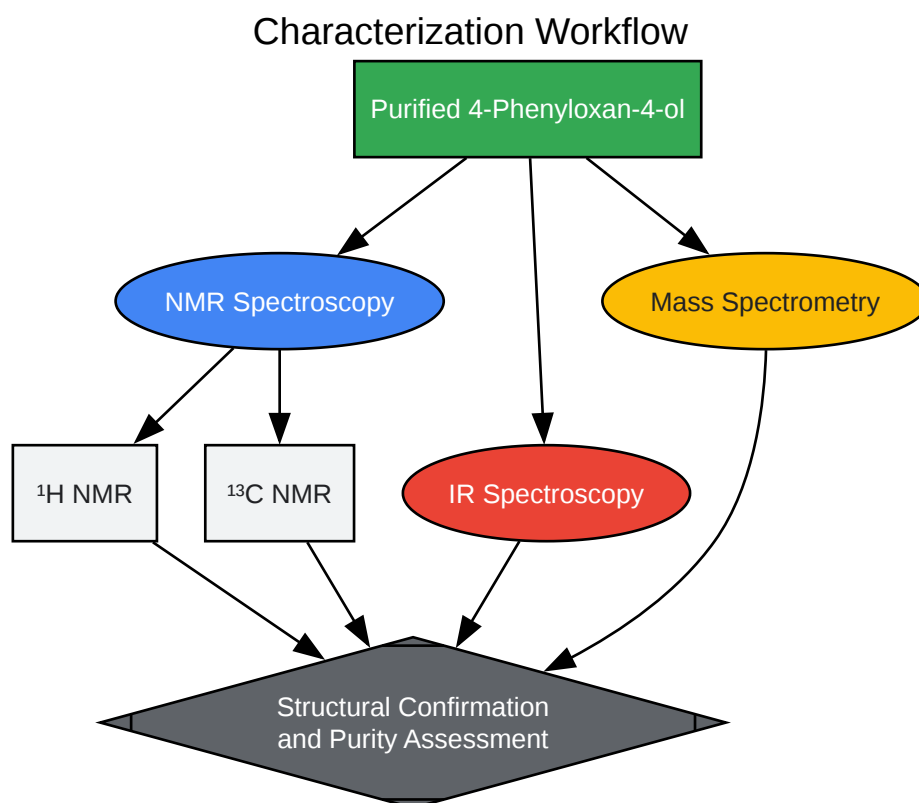 Characterization Workflow
Purified 4-Phenyloxan-4-ol
NMR Spectroscopy
Mass Spectrometry
¹H NMR
¹³C NMR
IR Spectroscopy
Structural Confirmation
and Purity Assessment